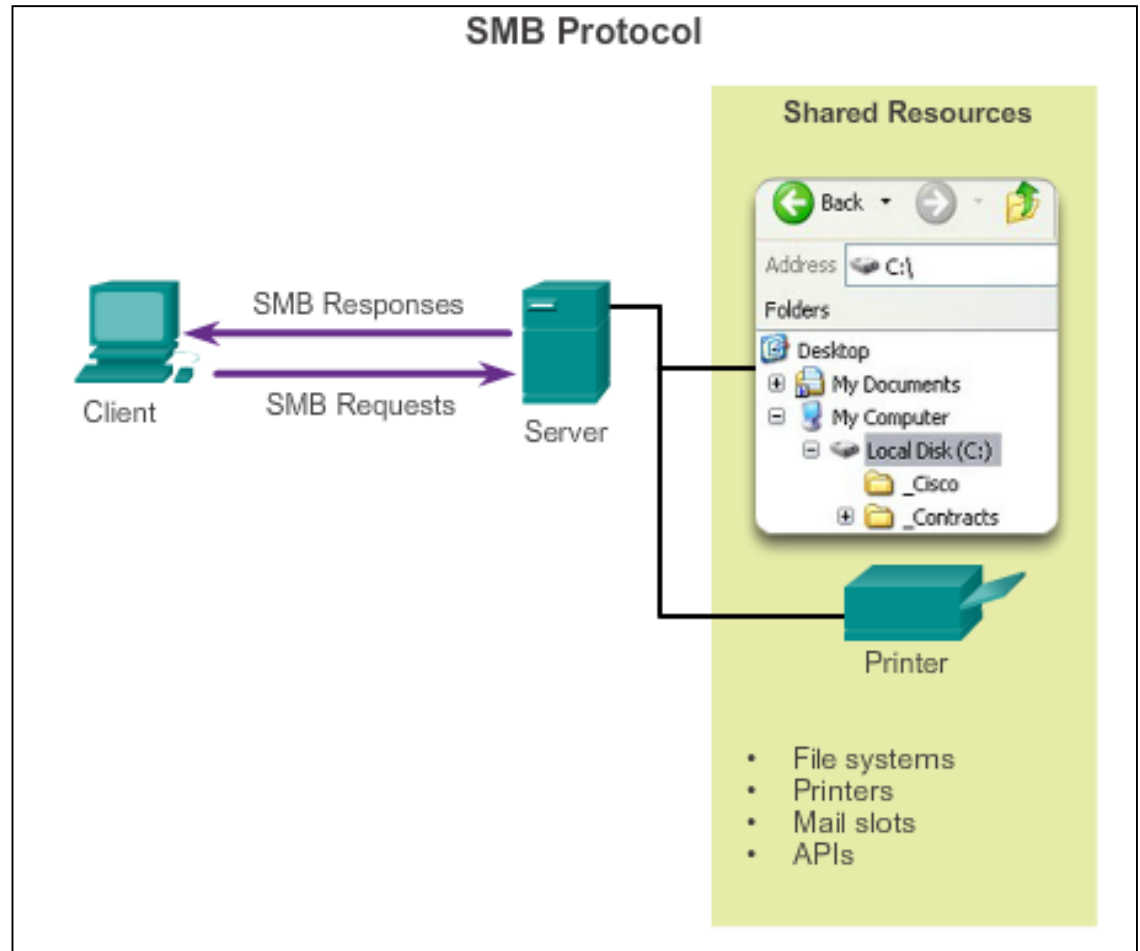 SMB Protocol
Shared Resources
Back
Address C:\
Folders
Desktop
My Documents
My Computer
Local Disk (C:)
_Cisco
_Contracts
SMB Responses
SMB Requests
Client
Server
Printer
• File systems
• Printers
• Mail slots
• APIs